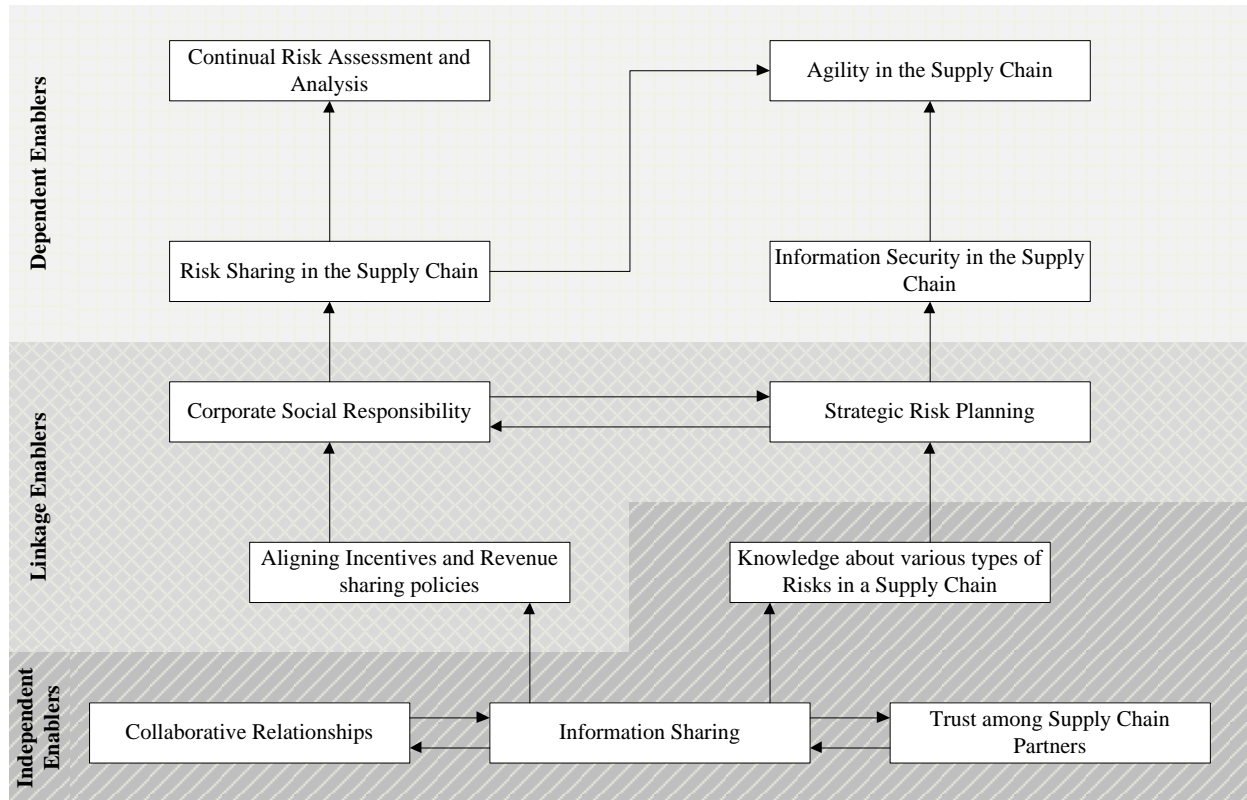 Dependent Enablers
Continual Risk Assessment and
Analysis
Agility in the Supply Chain
Risk Sharing in the Supply Chain
Information Security in the Supply
Chain
Linkage Enablers
Corporate Social Responsibility
Strategic Risk Planning
Aligning Incentives and Revenue
sharing policies
Knowledge about various types of
Risks in a Supply Chain
Independent
Enablers
Collaborative Relationships
Information Sharing
Trust among Supply Chain
Partners